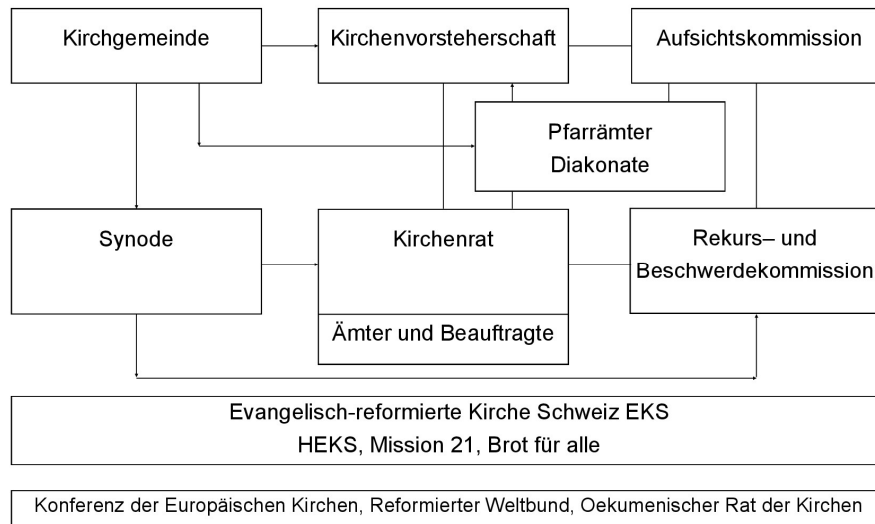 Kirchgemeinde
Kirchenvorsteherschaft
Aufsichtskommission
Pfarrämter
Diakonate
Synode
Kirchenrat
Rekurs– und
Beschwerdekommission
Ämter und Beauftragte
Evangelisch-reformierte Kirche Schweiz EKS
HEKS, Mission 21, Brot für alle
Konferenz der Europäischen Kirchen, Reformierter Weltbund, Oekumenischer Rat der Kirchen